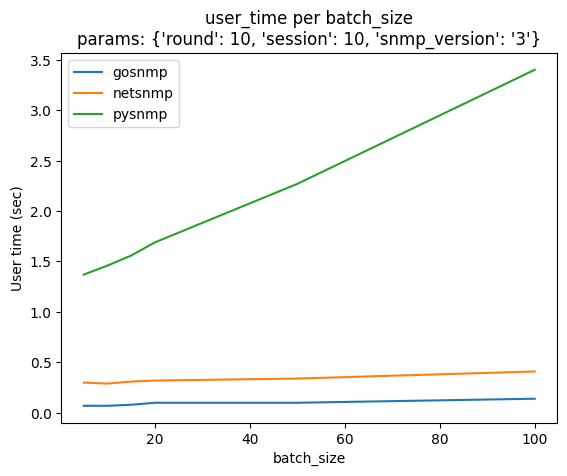 user_time per batch_size
params: {'round': 10, 'session': 10, 'snmp_version': '3'}
gosnmp
netsnmp
pysnmp
3.5
3.0
2.5
2.0
1.5
1.0
0.5
0.0
User time (sec)
20
40
60
80
100
batch_size